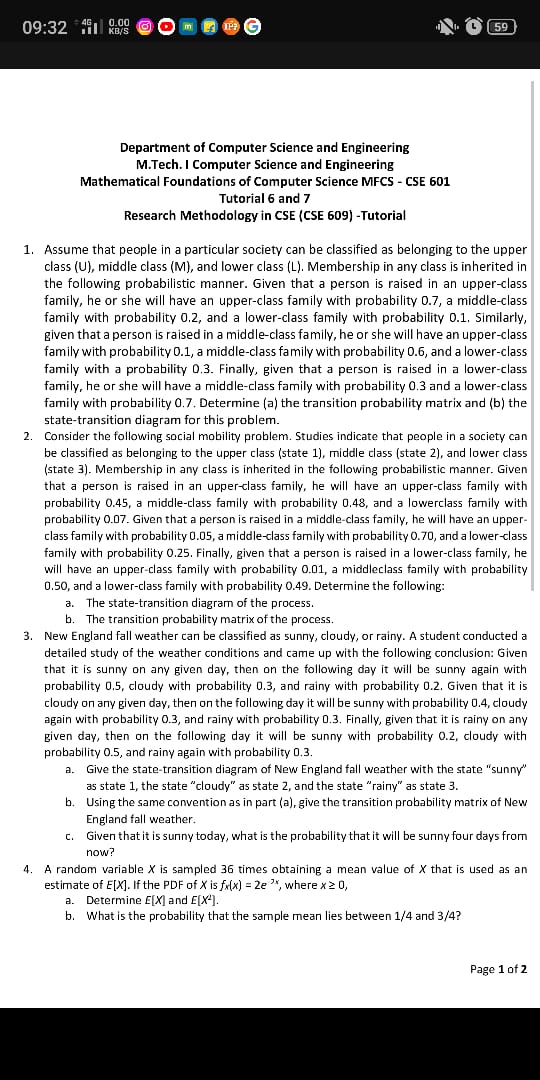 09:32 4G 0.00 KB/S 59
Department of Computer Science and Engineering
M.Tech. I Computer Science and Engineering
Mathematical Foundations of Computer Science MFCS - CSE 601
Tutorial 6 and 7
Research Methodology in CSE (CSE 609) -Tutorial
1. Assume that people in a particular society can be classified as belonging to the upper
class (U), middle class (M), and lower class (L). Membership in any class is inherited in
the following probabilistic manner. Given that a person is raised in an upper-class
family, he or she will have an upper-class family with probability 0.7, a middle-class
family with probability 0.2, and a lower-class family with probability 0.1. Similarly,
given that a person is raised in a middle-class family, he or she will have an upper-class
family with probability 0.1, a middle-class family with probability 0.6, and a lower-class
family with a probability 0.3. Finally, given that a person is raised in a lower-class
family, he or she will have a middle-class family with probability 0.3 and a lower-class
family with probability 0.7. Determine (a) the transition probability matrix and (b) the
state-transition diagram for this problem.
2. Consider the following social mobility problem. Studies indicate that people in a society can
be classified as belonging to the upper class (state 1), middle class (state 2), and lower class
(state 3). Membership in any class is inherited in the following probabilistic manner. Given
that a person is raised in an upper-class family, he will have an upper-class family with
probability 0.45, a middle-class family with probability 0.48, and a lowerclass family with
probability 0.07. Given that a person is raised in a middle-class family, he will have an upper-
class family with probability 0.05, a middle-class family with probability 0.70, and a lower-class
family with probability 0.25. Finally, given that a person is raised in a lower-class family, he
will have an upper-class family with probability 0.01, a middleclass family with probability
0.50, and a lower-class family with probability 0.49. Determine the following:
a. The state-transition diagram of the process.
b. The transition probability matrix of the process.
3. New England fall weather can be classified as sunny, cloudy, or rainy. A student conducted a
detailed study of the weather conditions and came up with the following conclusion: Given
that it is sunny on any given day, then on the following day it will be sunny again with
probability 0.5, cloudy with probability 0.3, and rainy with probability 0.2. Given that it is
cloudy on any given day, then on the following day it will be sunny with probability 0.4, cloudy
again with probability 0.3, and rainy with probability 0.3. Finally, given that it is rainy on any
given day, then on the following day it will be sunny with probability 0.2, cloudy with
probability 0.5, and rainy again with probability 0.3.
a. Give the state-transition diagram of New England fall weather with the state “sunny”
as state 1, the state “cloudy” as state 2, and the state “rainy” as state 3.
b. Using the same convention as in part (a), give the transition probability matrix of New
England fall weather.
c. Given that it is sunny today, what is the probability that it will be sunny four days from
now?
4. A random variable X is sampled 36 times obtaining a mean value of X that is used as an
estimate of E[X]. If the PDF of X is fₓ(x) = 2e ⁻²ˣ, where x ≥ 0,
a. Determine E[X] and E[X²].
b. What is the probability that the sample mean lies between 1/4 and 3/4?
Page 1 of 2